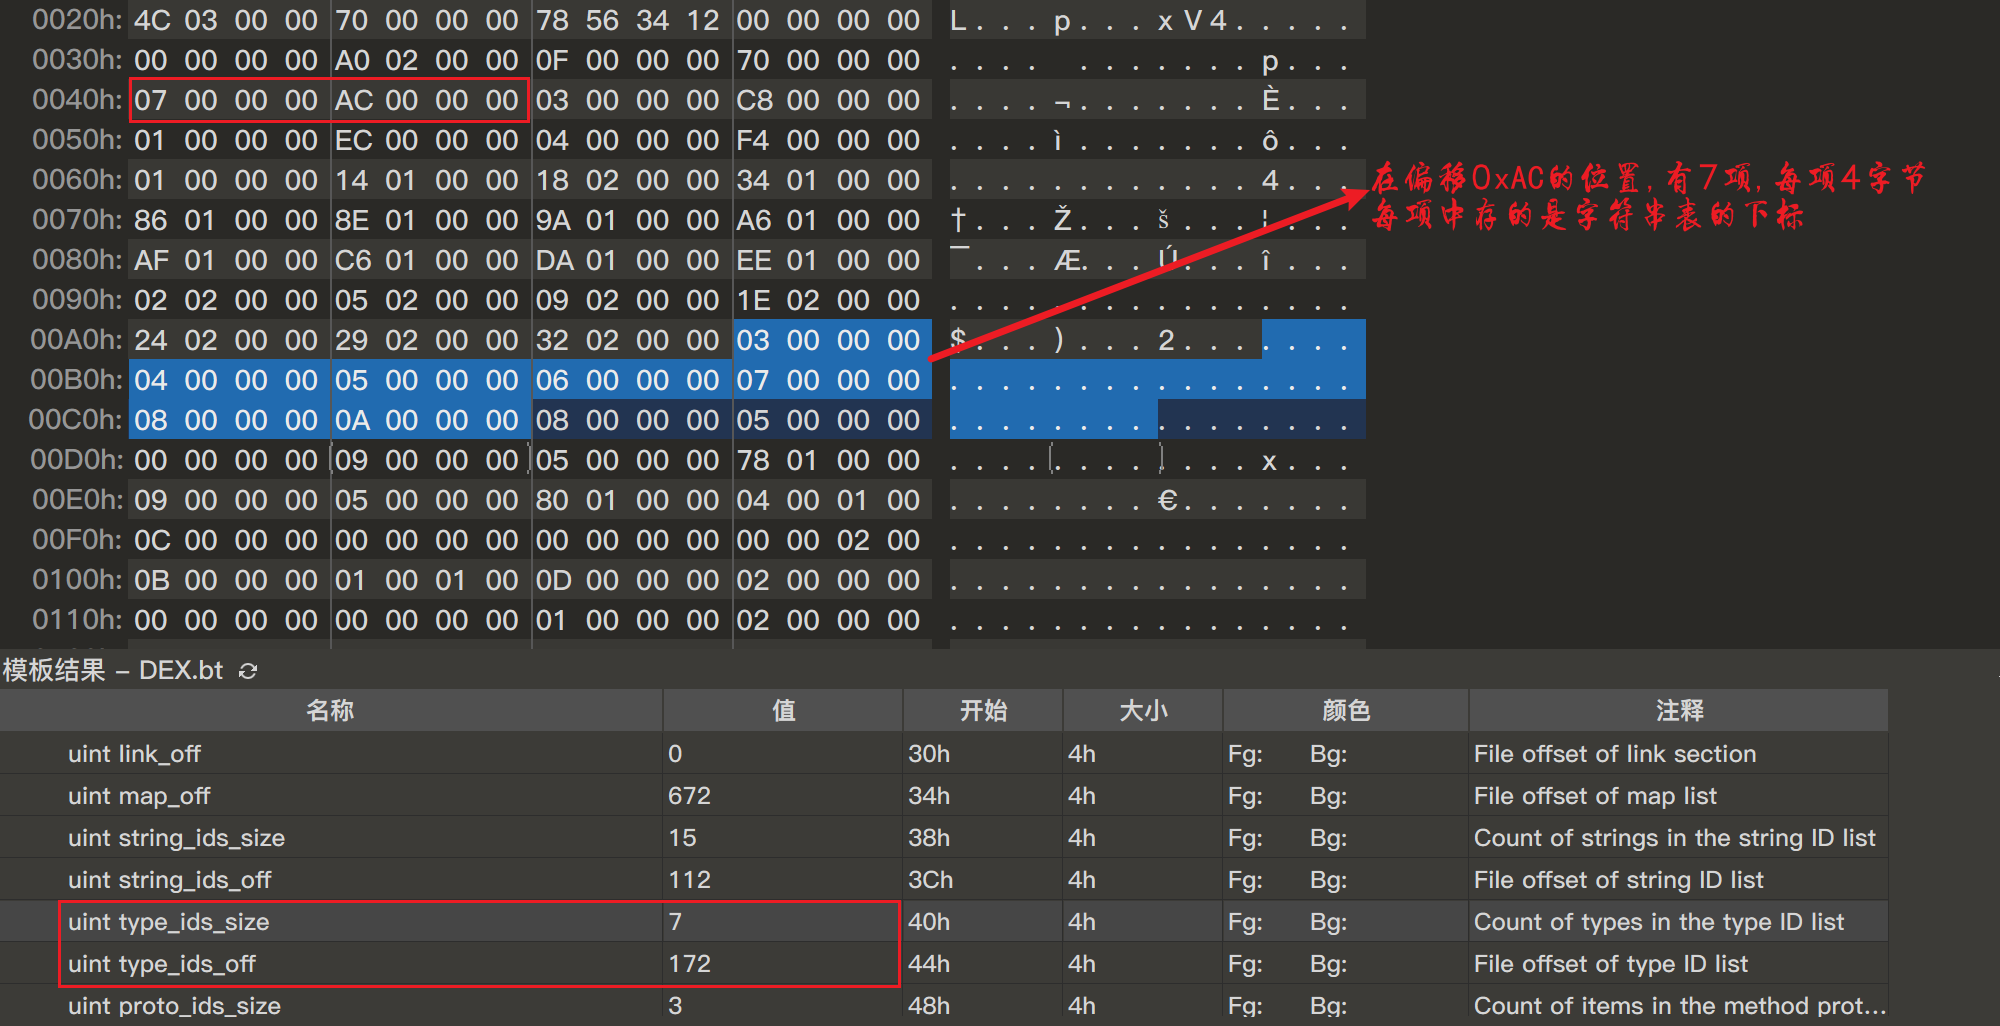 0020h: 4C 03 00 00 70 00 00 00 78 56 34 12 00 00 00 00 L...p...xV4.....
0030h: 00 00 00 00 A0 02 00 00 0F 00 00 00 70 00 00 00 .... .......p...
0040h: 07 00 00 00 AC 00 00 00 03 00 00 00 C8 00 00 00 ....¬.......È...
0050h: 01 00 00 00 EC 00 00 00 04 00 00 00 F4 00 00 00 ....ì.......ô...
0060h: 01 00 00 00 14 01 00 00 18 02 00 00 34 01 00 00 ............4...
在偏移0xAC的位置,有7项,每项4字节
0070h: 86 01 00 00 8E 01 00 00 9A 01 00 00 A6 01 00 00 †...Ž...š...¦...
每项中存的是字符串表的下标
0080h: AF 01 00 00 C6 01 00 00 DA 01 00 00 EE 01 00 00 ¯...Æ...Ú...î...
0090h: 02 02 00 00 05 02 00 00 09 02 00 00 1E 02 00 00 ................
00A0h: 24 02 00 00 29 02 00 00 32 02 00 00 03 00 00 00 $...)...2.......
00B0h: 04 00 00 00 05 00 00 00 06 00 00 00 07 00 00 00 ................
00C0h: 08 00 00 00 0A 00 00 00 08 00 00 00 05 00 00 00 ................
00D0h: 00 00 00 00 09 00 00 00 05 00 00 00 78 01 00 00 ............x...
00E0h: 09 00 00 00 05 00 00 00 80 01 00 00 04 00 01 00 ........€.......
00F0h: 0C 00 00 00 00 00 00 00 00 00 00 00 00 00 02 00 ................
0100h: 0B 00 00 00 01 00 01 00 0D 00 00 00 02 00 00 00 ................
0110h: 00 00 00 00 00 00 00 00 01 00 00 00 02 00 00 00 ................
模板结果 – DEX.bt
名称 值 开始 大小 颜色 注释
uint link_off 0 30h 4h Fg: Bg: File offset of link section
uint map_off 672 34h 4h Fg: Bg: File offset of map list
uint string_ids_size 15 38h 4h Fg: Bg: Count of strings in the string ID list
uint string_ids_off 112 3Ch 4h Fg: Bg: File offset of string ID list
uint type_ids_size 7 40h 4h Fg: Bg: Count of types in the type ID list
uint type_ids_off 172 44h 4h Fg: Bg: File offset of type ID list
uint proto_ids_size 3 48h 4h Fg: Bg: Count of items in the method prot...